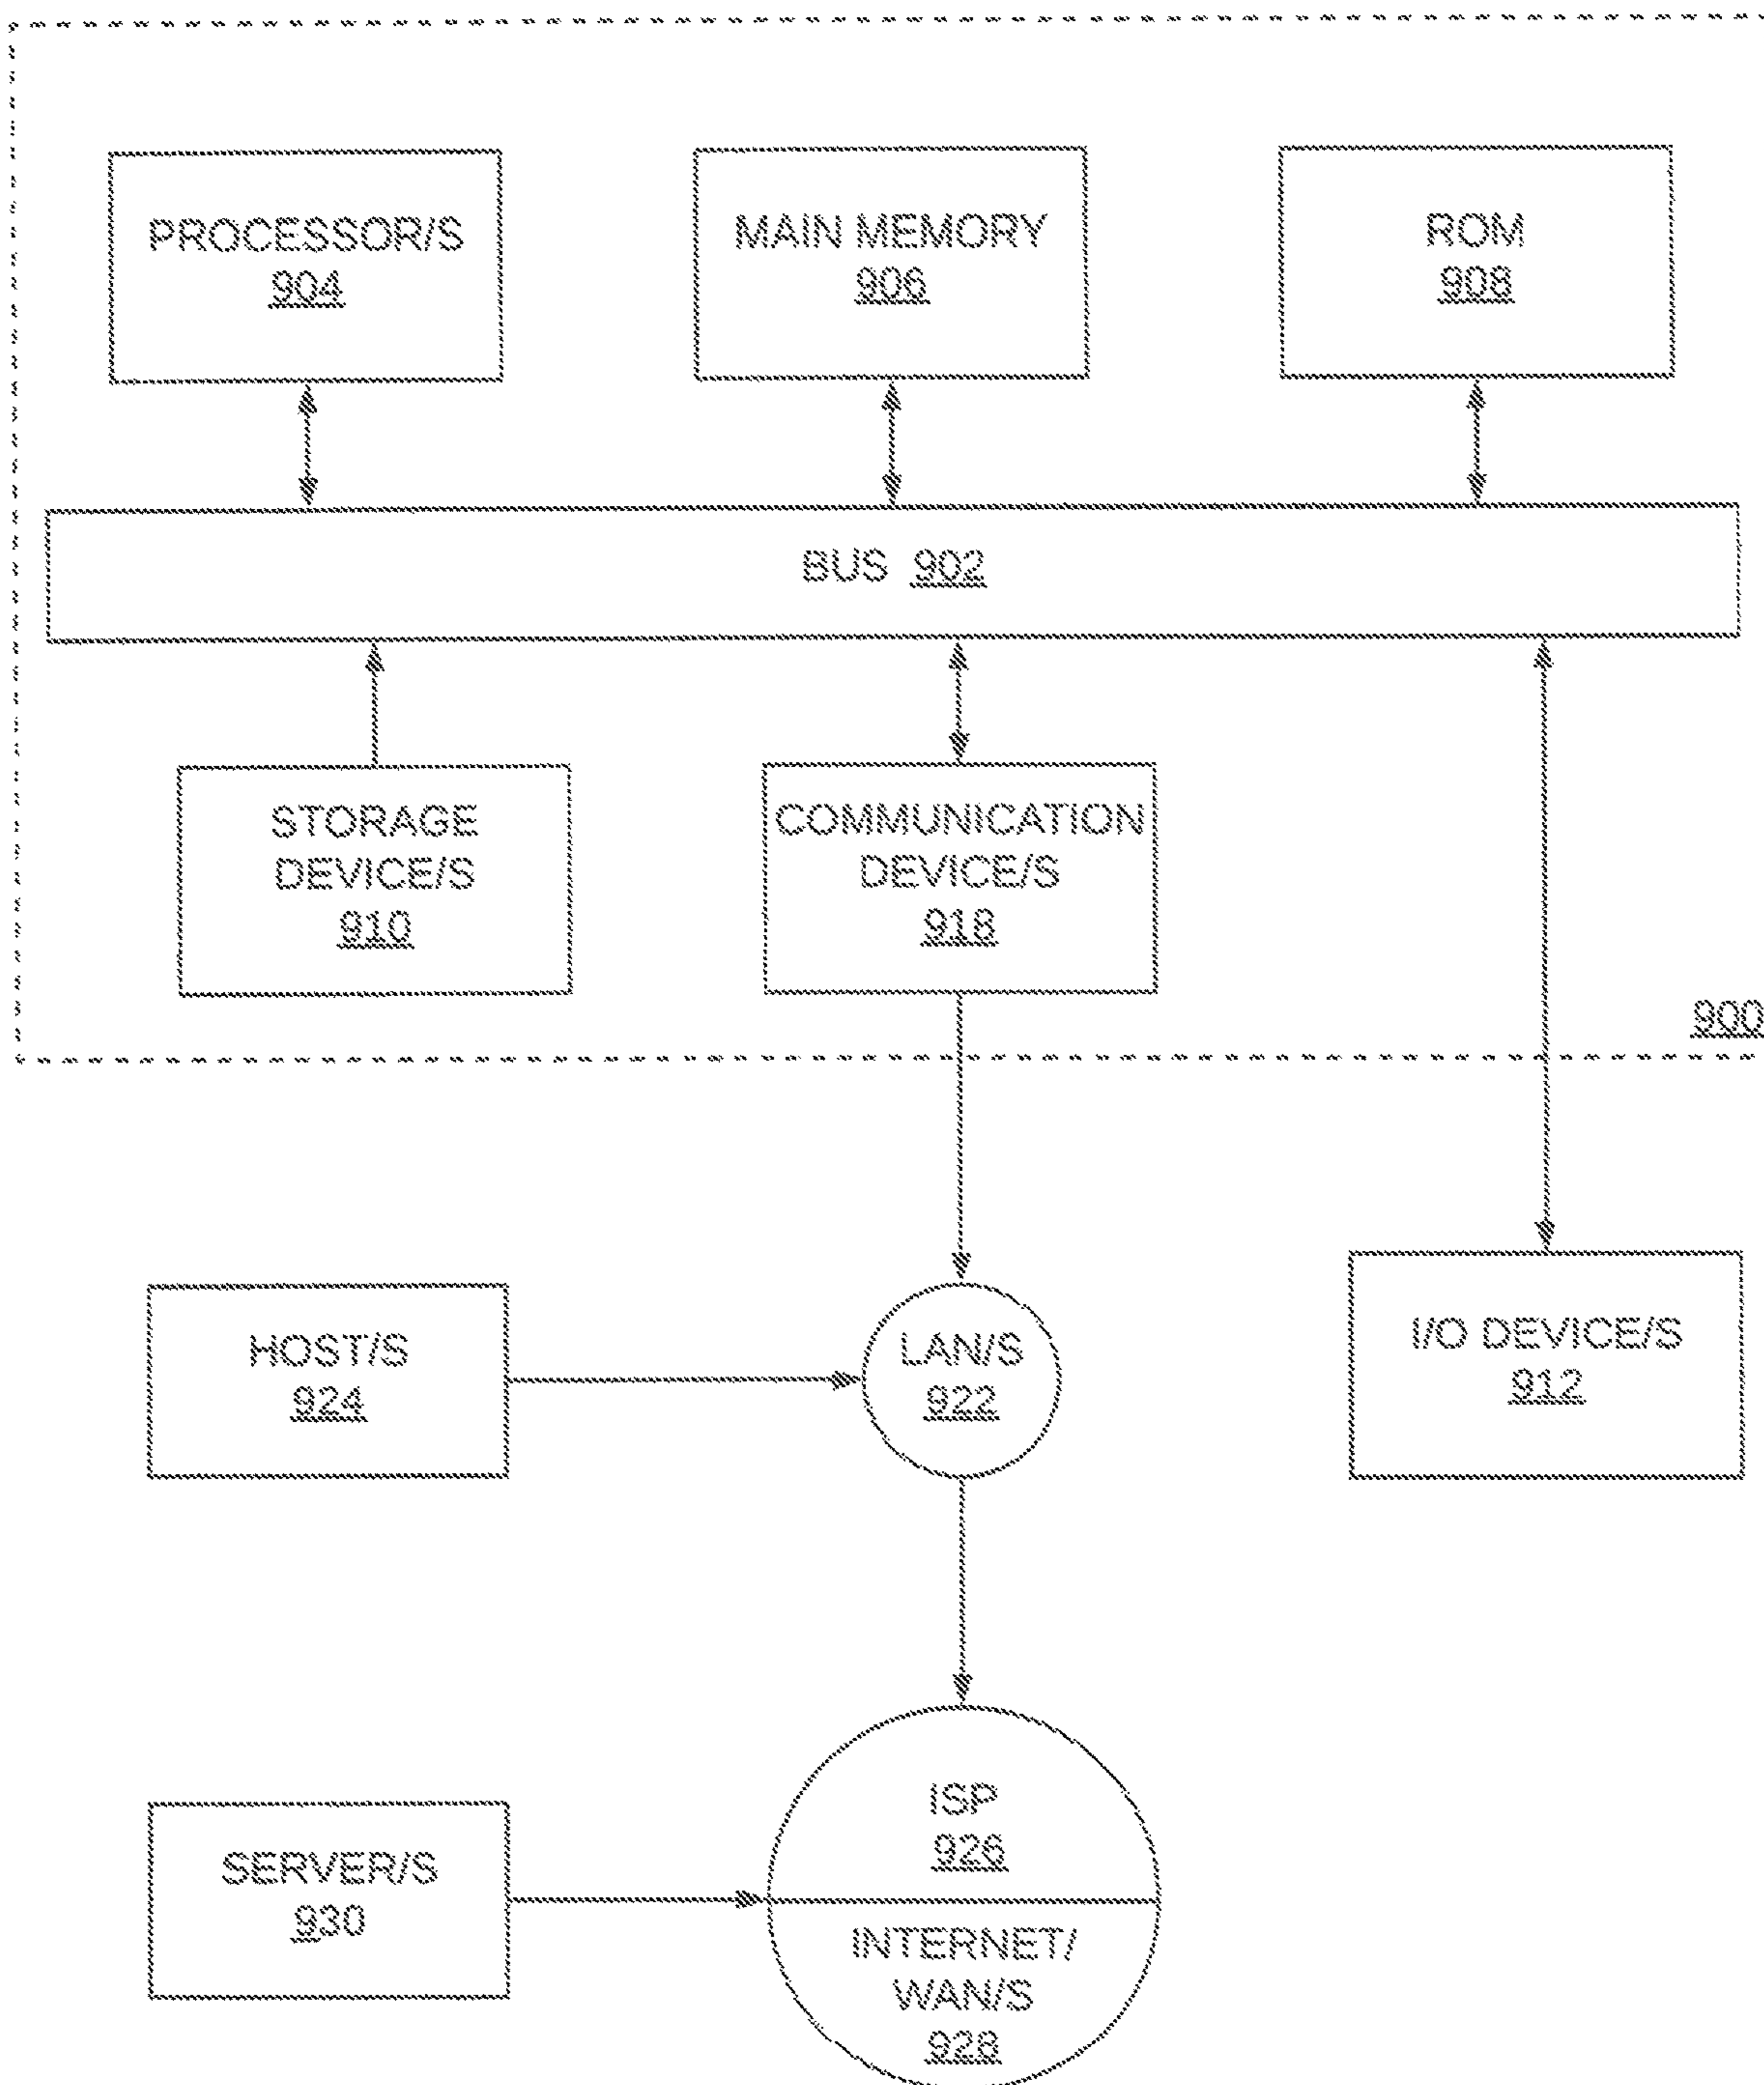 PROCESSOR/S
904
MAIN MEMORY
906
ROM
908
BUS 902
STORAGE
DEVICE/S
910
COMMUNICATION
DEVICE/S
918
900
HOST/S
924
LAN/S
922
I/O DEVICE/S
912
SERVER/S
930
ISP
926
INTERNET/
WAN/S
928